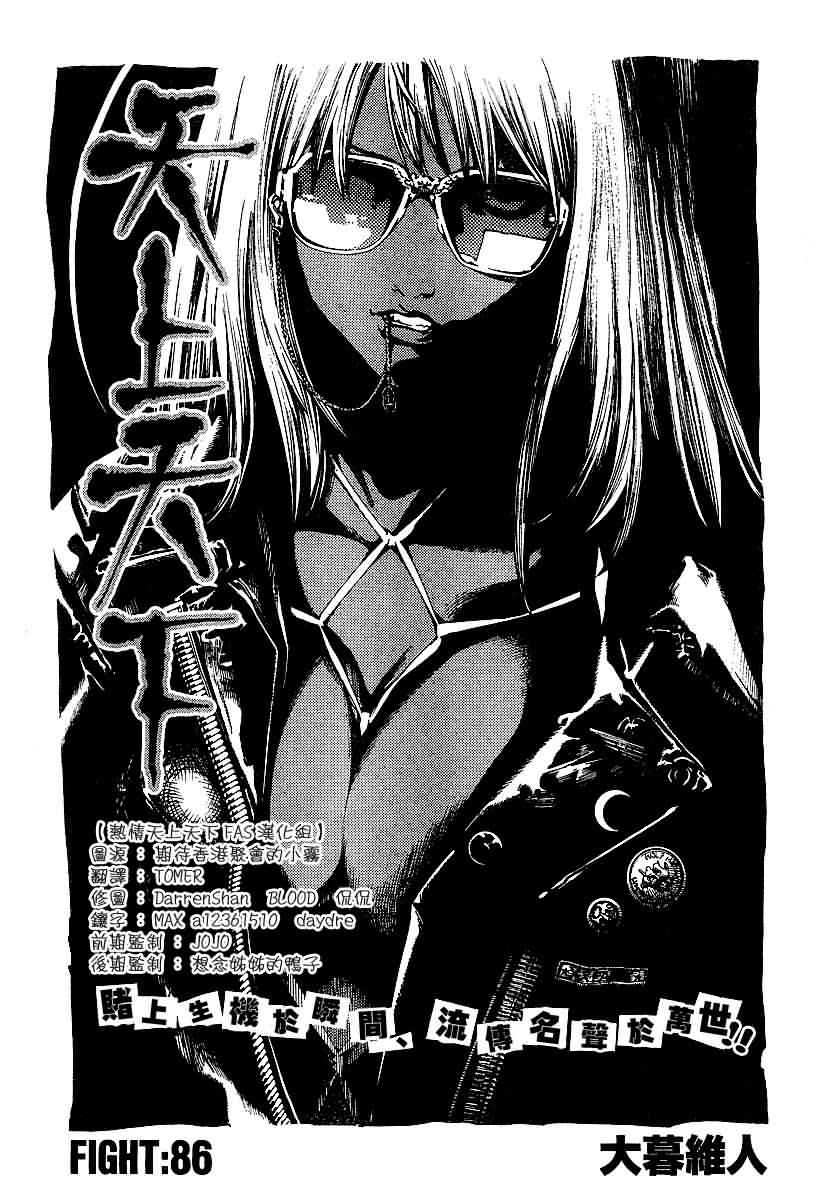 天上天下
【熱情天上天下FAS漢化組】
圖源：期待香港聚會的小霧
翻譯：TOMER
修圖：DarrenShan BLOOD 侃侃
鑲字：MAX a12361510 daydre
前期監制：JOJO
後期監制：想念姊姊的鴨子
賭上生機於瞬間、流傳名聲於萬世!!
FIGHT:86
大暮維人